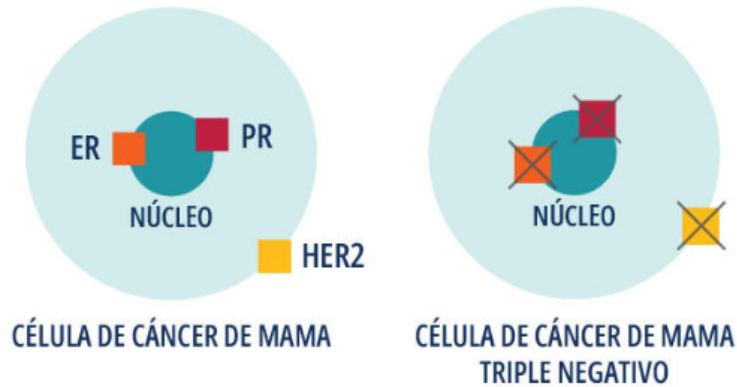 ER
PR
NÚCLEO
HER2
CÉLULA DE CÁNCER DE MAMA
NÚCLEO
CÉLULA DE CÁNCER DE MAMA
TRIPLE NEGATIVO